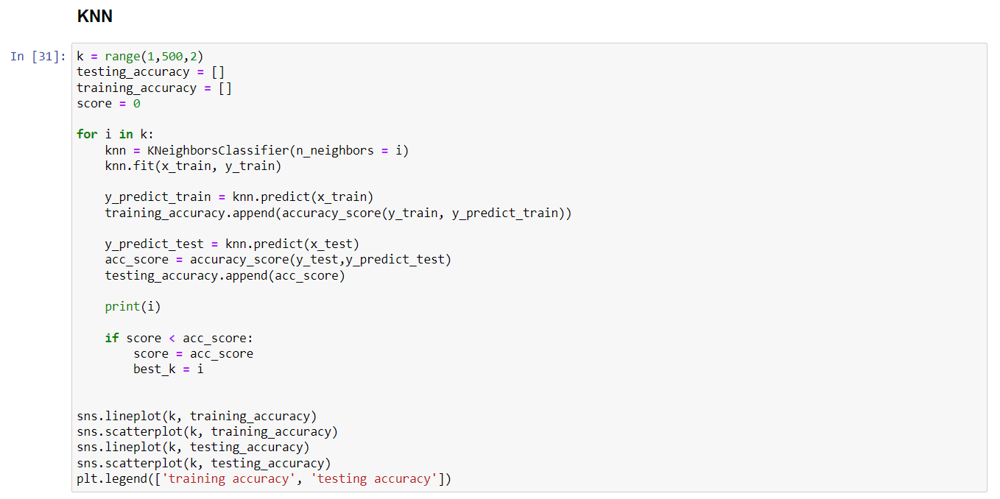 KNN
In [31]:
k = range(1,500,2)
testing_accuracy = []
training_accuracy = []
score = 0
for i in k:
    knn = KNeighborsClassifier(n_neighbors = i)
    knn.fit(x_train, y_train)
    y_predict_train = knn.predict(x_train)
    training_accuracy.append(accuracy_score(y_train, y_predict_train))
    y_predict_test = knn.predict(x_test)
    acc_score = accuracy_score(y_test,y_predict_test)
    testing_accuracy.append(acc_score)
    print(i)
    if score < acc_score:
        score = acc_score
        best_k = i
sns.lineplot(k, training_accuracy)
sns.scatterplot(k, training_accuracy)
sns.lineplot(k, testing_accuracy)
sns.scatterplot(k, testing_accuracy)
plt.legend(['training accuracy', 'testing accuracy'])